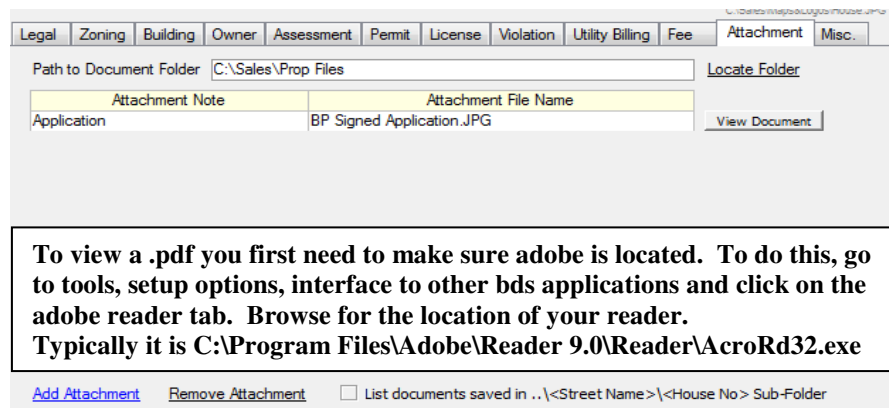 C:\Sales\Maps&Logos\House.JPG
Legal Zoning Building Owner Assessment Permit License Violation Utility Billing Fee Attachment Misc.
Path to Document Folder C:\Sales\Prop Files Locate Folder
Attachment Note Attachment File Name
Application BP Signed Application.JPG View Document
To view a .pdf you first need to make sure adobe is located. To do this, go
to tools, setup options, interface to other bds applications and click on the
adobe reader tab. Browse for the location of your reader.
Typically it is C:\Program Files\Adobe\Reader 9.0\Reader\AcroRd32.exe
Add Attachment Remove Attachment List documents saved in ..\<Street Name>\<House No> Sub-Folder